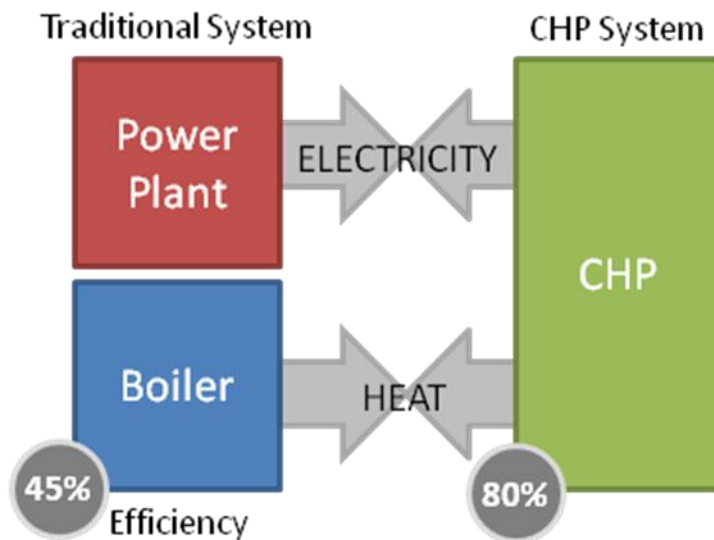 Traditional System
CHP System
Power
Plant
ELECTRICITY
CHP
Boiler
HEAT
45%
80%
Efficiency